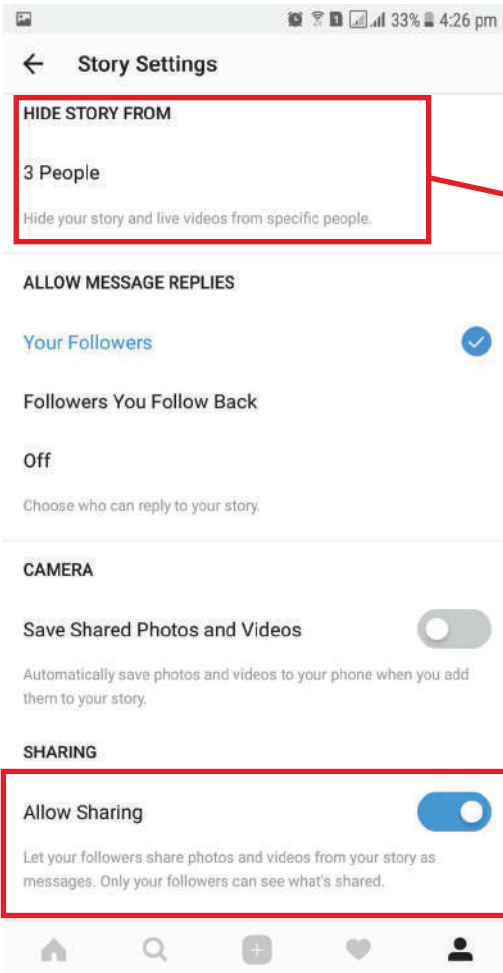 33% 4:26 pm
Story Settings
HIDE STORY FROM
3 People
Hide your story and live videos from specific people.
ALLOW MESSAGE REPLIES
Your Followers
Followers You Follow Back
Off
Choose who can reply to your story.
CAMERA
Save Shared Photos and Videos
Automatically save photos and videos to your phone when you add
them to your story.
SHARING
Allow Sharing
Let your followers share photos and videos from your story as
messages. Only your followers can see what's shared.